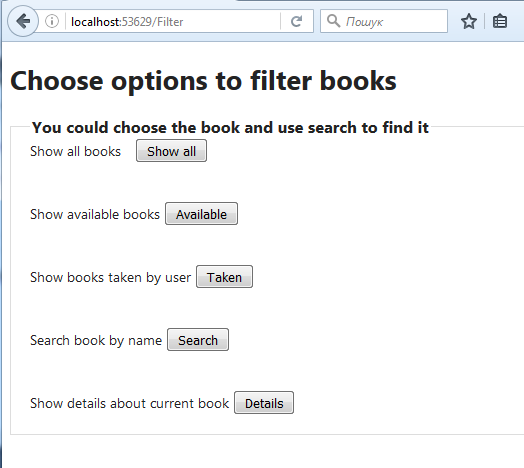 localhost:53629/Filter
Пошук
Choose options to filter books
You could choose the book and use search to find it
Show all books Show all
Show available books Available
Show books taken by user Taken
Search book by name Search
Show details about current book Details